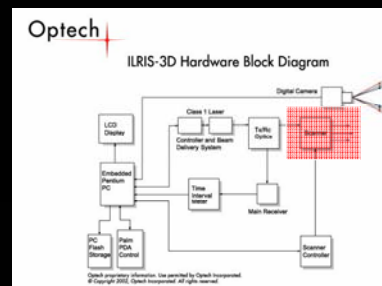 Optech
ILRIS-3D Hardware Block Diagram
Digital Camera
Class 1 Laser
LCD
Display
Tx/Rc
Optics
Scanner
Controller and Beam
Delivery System
Embedded
Pentium
PC
Time
Interval
Meter
Main Receiver
PC
Flash
Storage
Palm
PDA
Control
Scanner
Controller
Optech proprietary information. Use permitted by Optech Incorporated.
© Copyright 2002, Optech Incorporated. All rights reserved.